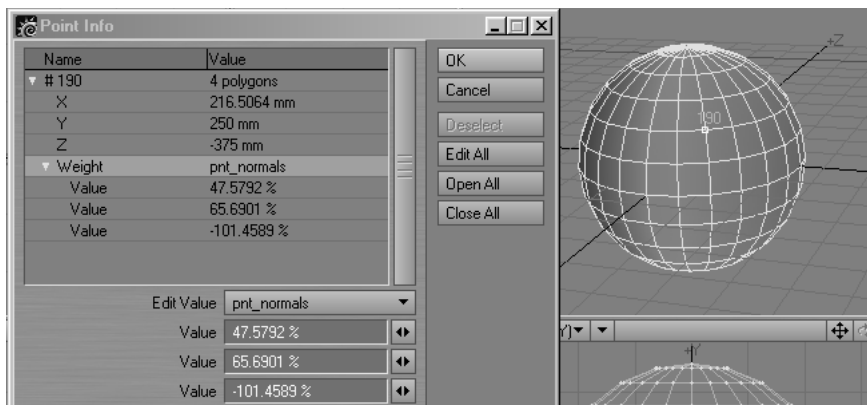 Point Info
Name Value
# 190 4 polygons
X 216.5064 mm
Y 250 mm
Z -375 mm
Weight pnt_normals
Value 47.5792 %
Value 65.6901 %
Value -101.4589 %
OK
Cancel
Deselect
Edit All
Open All
Close All
Edit Value pnt_normals
Value 47.5792 %
Value 65.6901 %
Value -101.4589 %
+Z
190
Y)
+Y